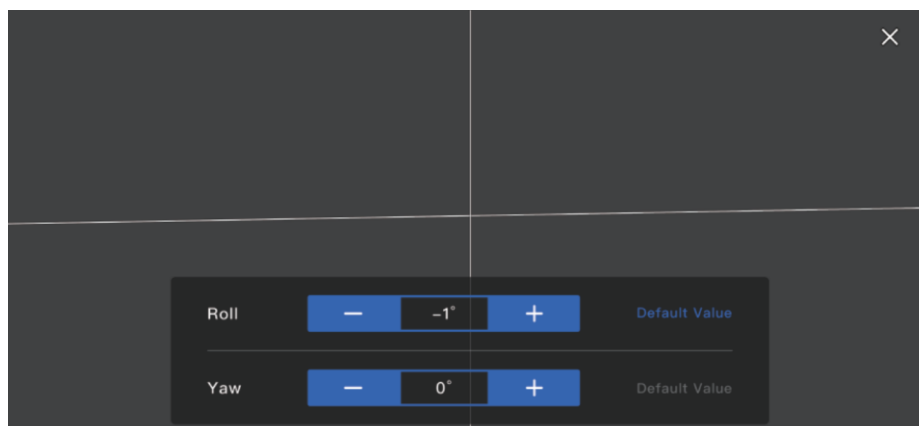 Roll − −1° + Default Value
Yaw − 0° + Default Value